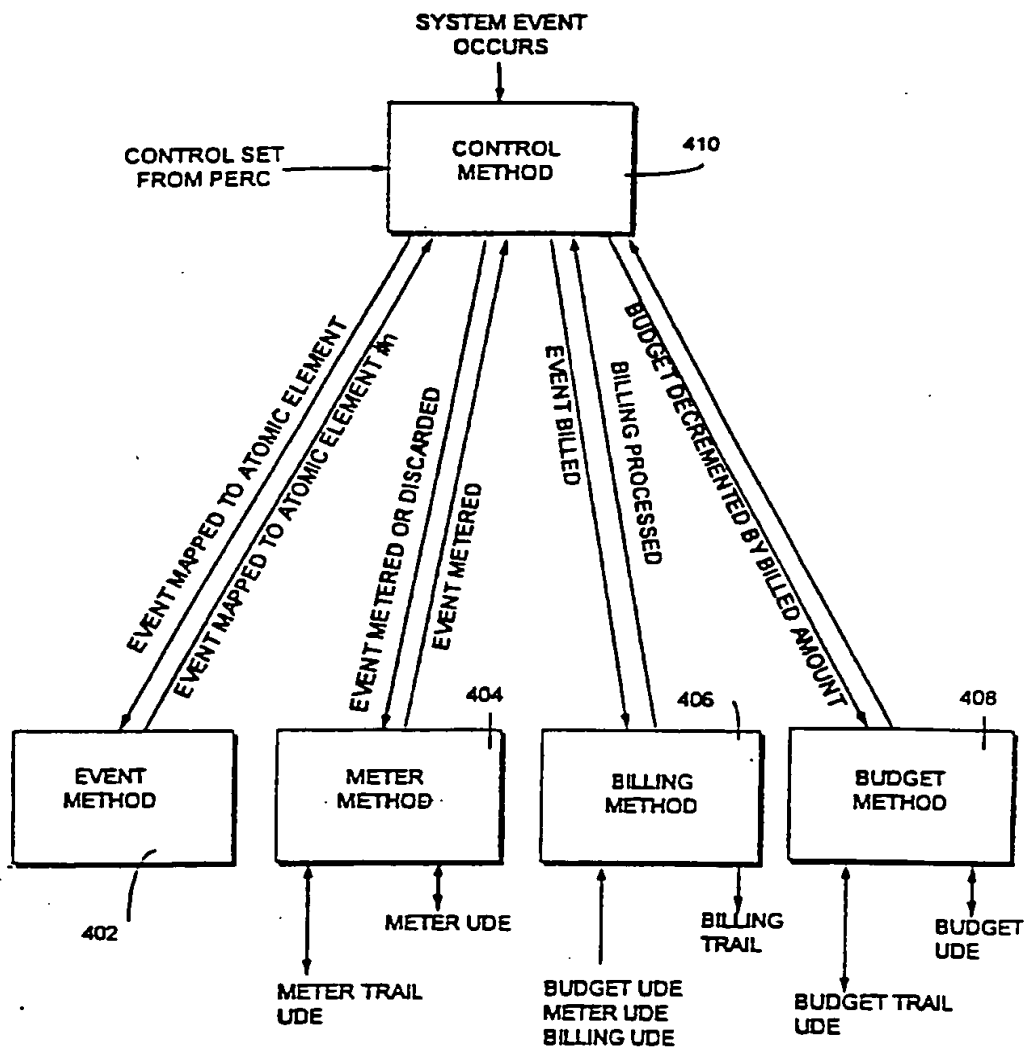 SYSTEM EVENT
OCCURS
CONTROL SET
FROM PERC
CONTROL
METHOD
410
EVENT MAPPED TO ATOMIC ELEMENT
EVENT MAPPED TO ATOMIC ELEMENT #n
EVENT METERED OR DISCARDED
EVENT METERED
EVENT BILLED
BILLING PROCESSED
BUDGET DECREMENTED BY BILLED AMOUNT
EVENT
METHOD
402
METER
METHOD
404
BILLING
METHOD
406
BUDGET
METHOD
408
METER TRAIL
UDE
METER UDE
BUDGET UDE
METER UDE
BILLING UDE
BILLING
TRAIL
BUDGET TRAIL
UDE
BUDGET
UDE